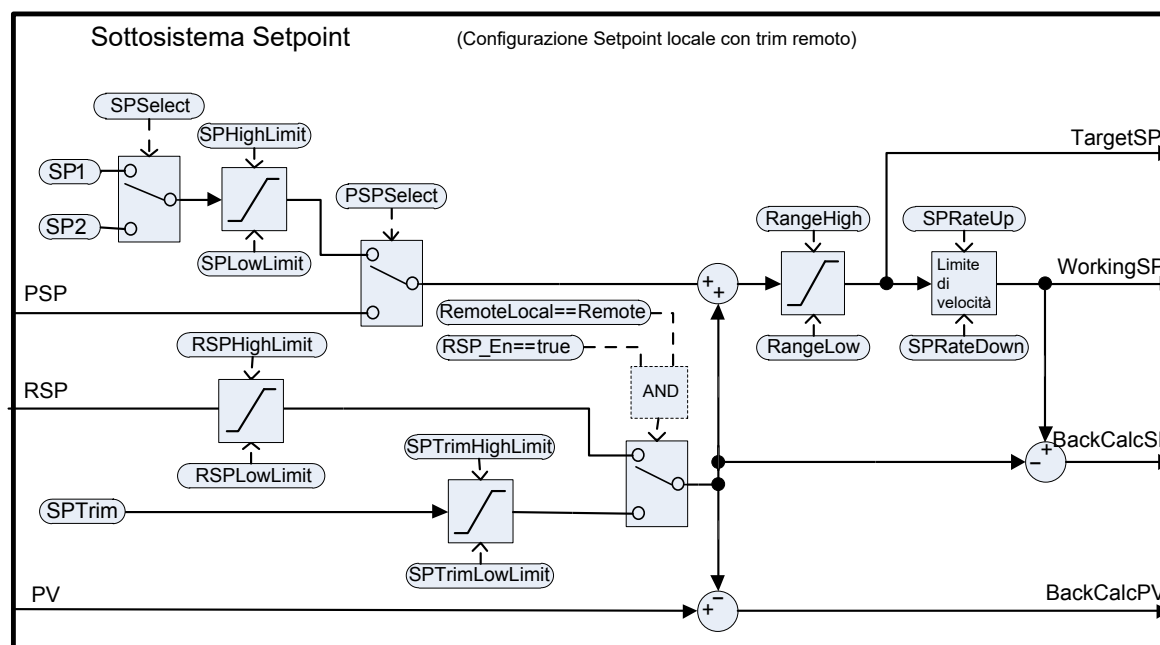 Sottosistema Setpoint
(Configurazione Setpoint locale con trim remoto)
SPSelect
SPHighLimit
TargetSP
SP1
PSPSelect
RangeHigh
SPRateUp
SP2
SPLowLimit
Limite
di
velocità
WorkingSP
PSP
+
+
RemoteLocal==Remote
RSP_En==true
RangeLow
SPRateDown
RSPHighLimit
RSP
AND
SPTrimHighLimit
BackCalcS
+
-
RSPLowLimit
SPTrim
SPTrimLowLimit
PV
-
+
BackCalcPV